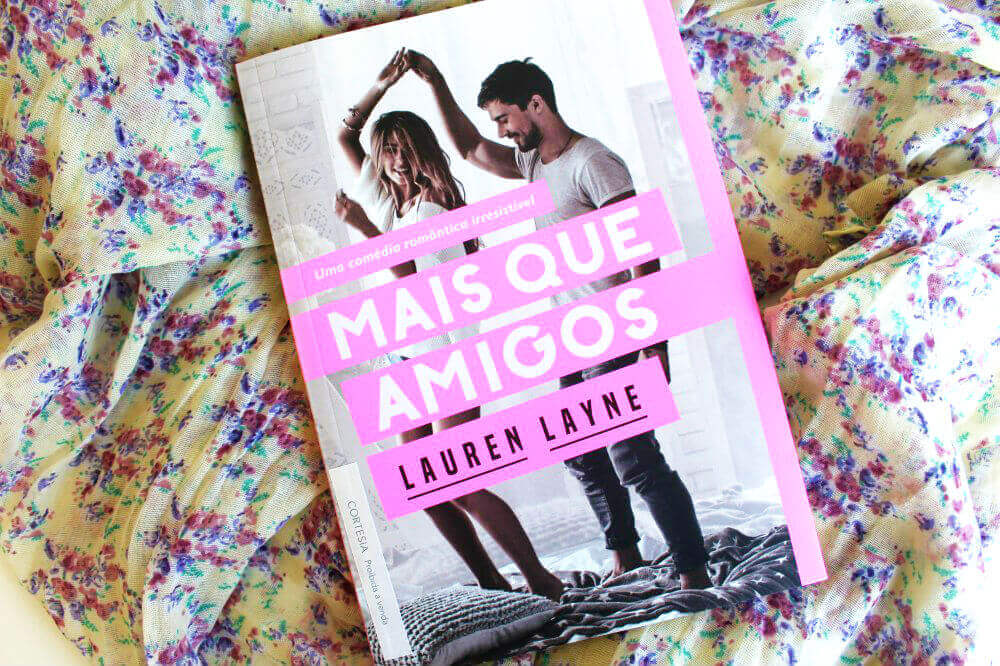 Uma comédia romântica irresistível
MAIS QUE
AMIGOS
LAUREN LAYNE
CORTESIA
Proibida a venda